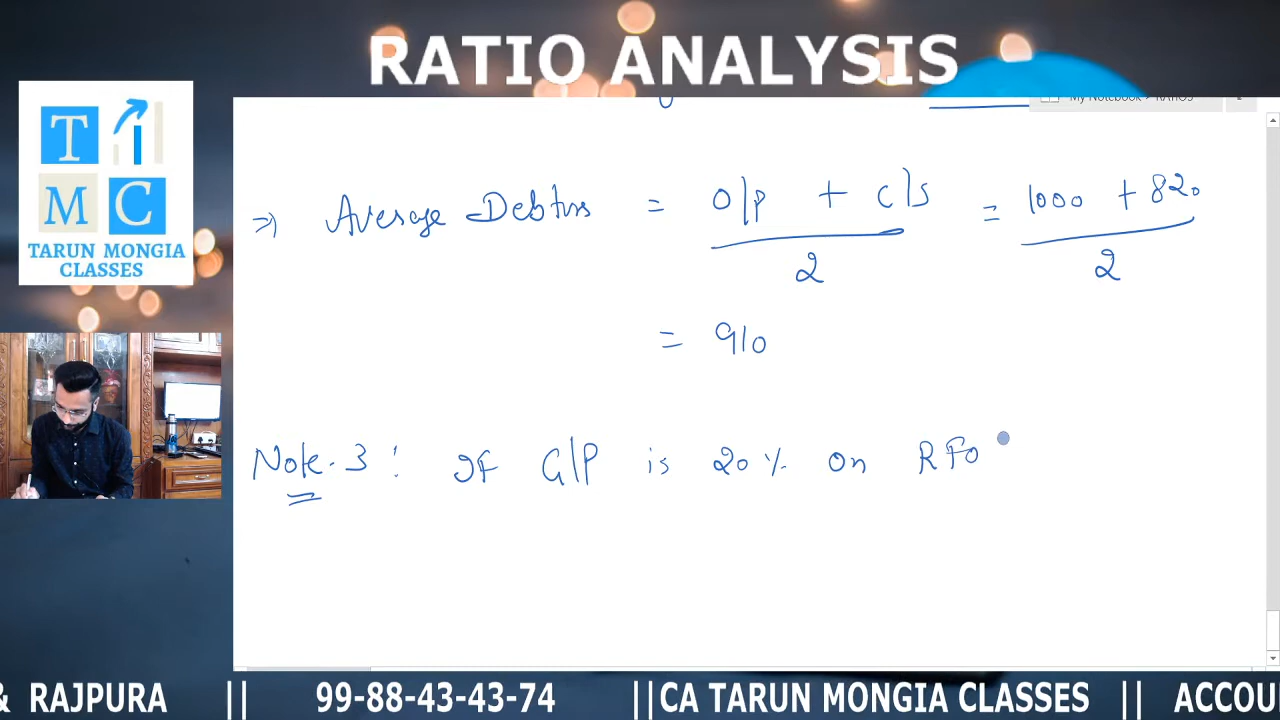 RATIO ANALYSIS
T
M C
TARUN MONGIA
CLASSES
⇒ Average Debtors = O/P + C/S = 1000 + 820
2 2
= 910
Note-3: If G/P is 20% on RFO
& RAJPURA || 99-88-43-43-74 ||CA TARUN MONGIA CLASSES || ACCOU